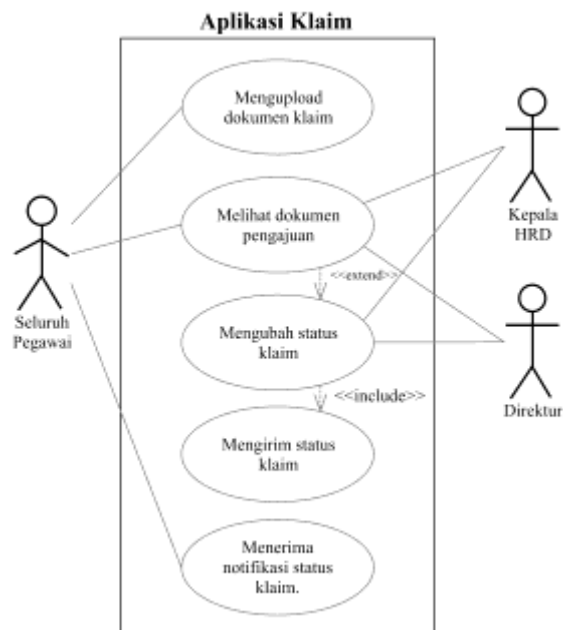 Aplikasi Klaim
Mengupload
dokumen klaim
Melihat dokumen
pengajuan
<<extend>>
Mengubah status
klaim
<<include>>
Mengirim status
klaim
Menerima
notifikasi status
klaim.
Seluruh
Pegawai
Kepala
HRD
Direktur